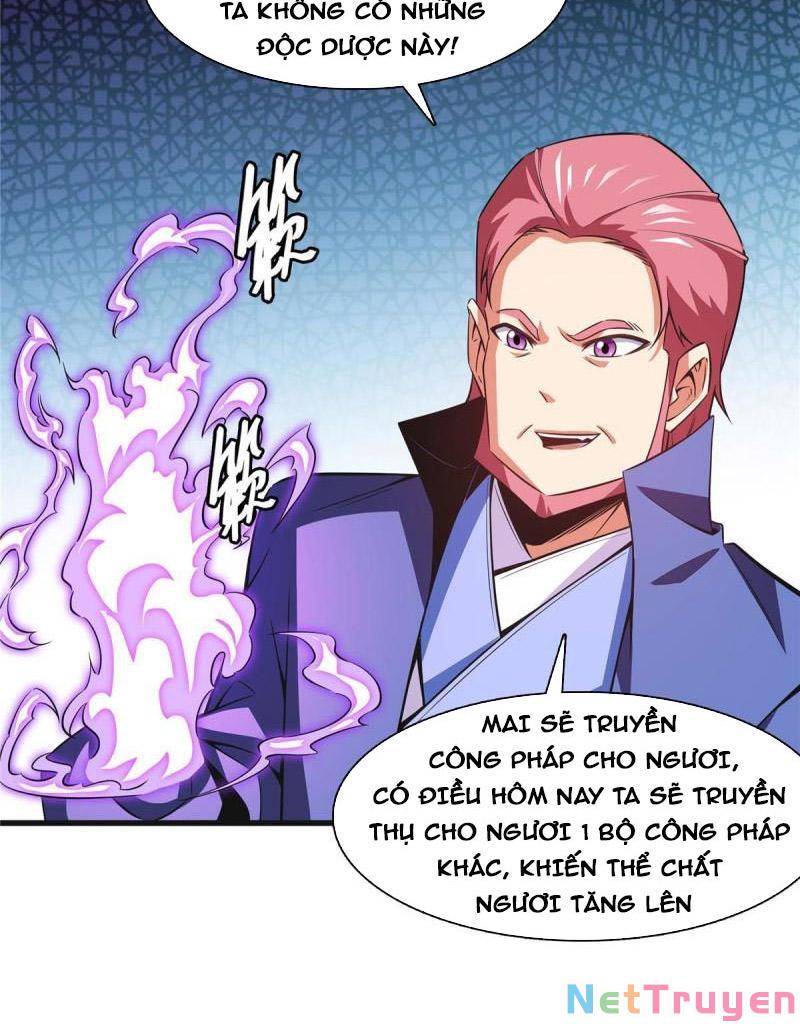 TA KHÔNG CÓ NHỮNG
ĐỘC DƯỢC NÀY!
MAI SẼ TRUYỀN
CÔNG PHÁP CHO NGƯƠI,
CÓ ĐIỀU HÔM NAY TA SẼ TRUYỀN
THỤ CHO NGƯƠI 1 BỘ CÔNG PHÁP
KHÁC, KHIẾN THỂ CHẤT
NGƯƠI TĂNG LÊN
NetTruyen